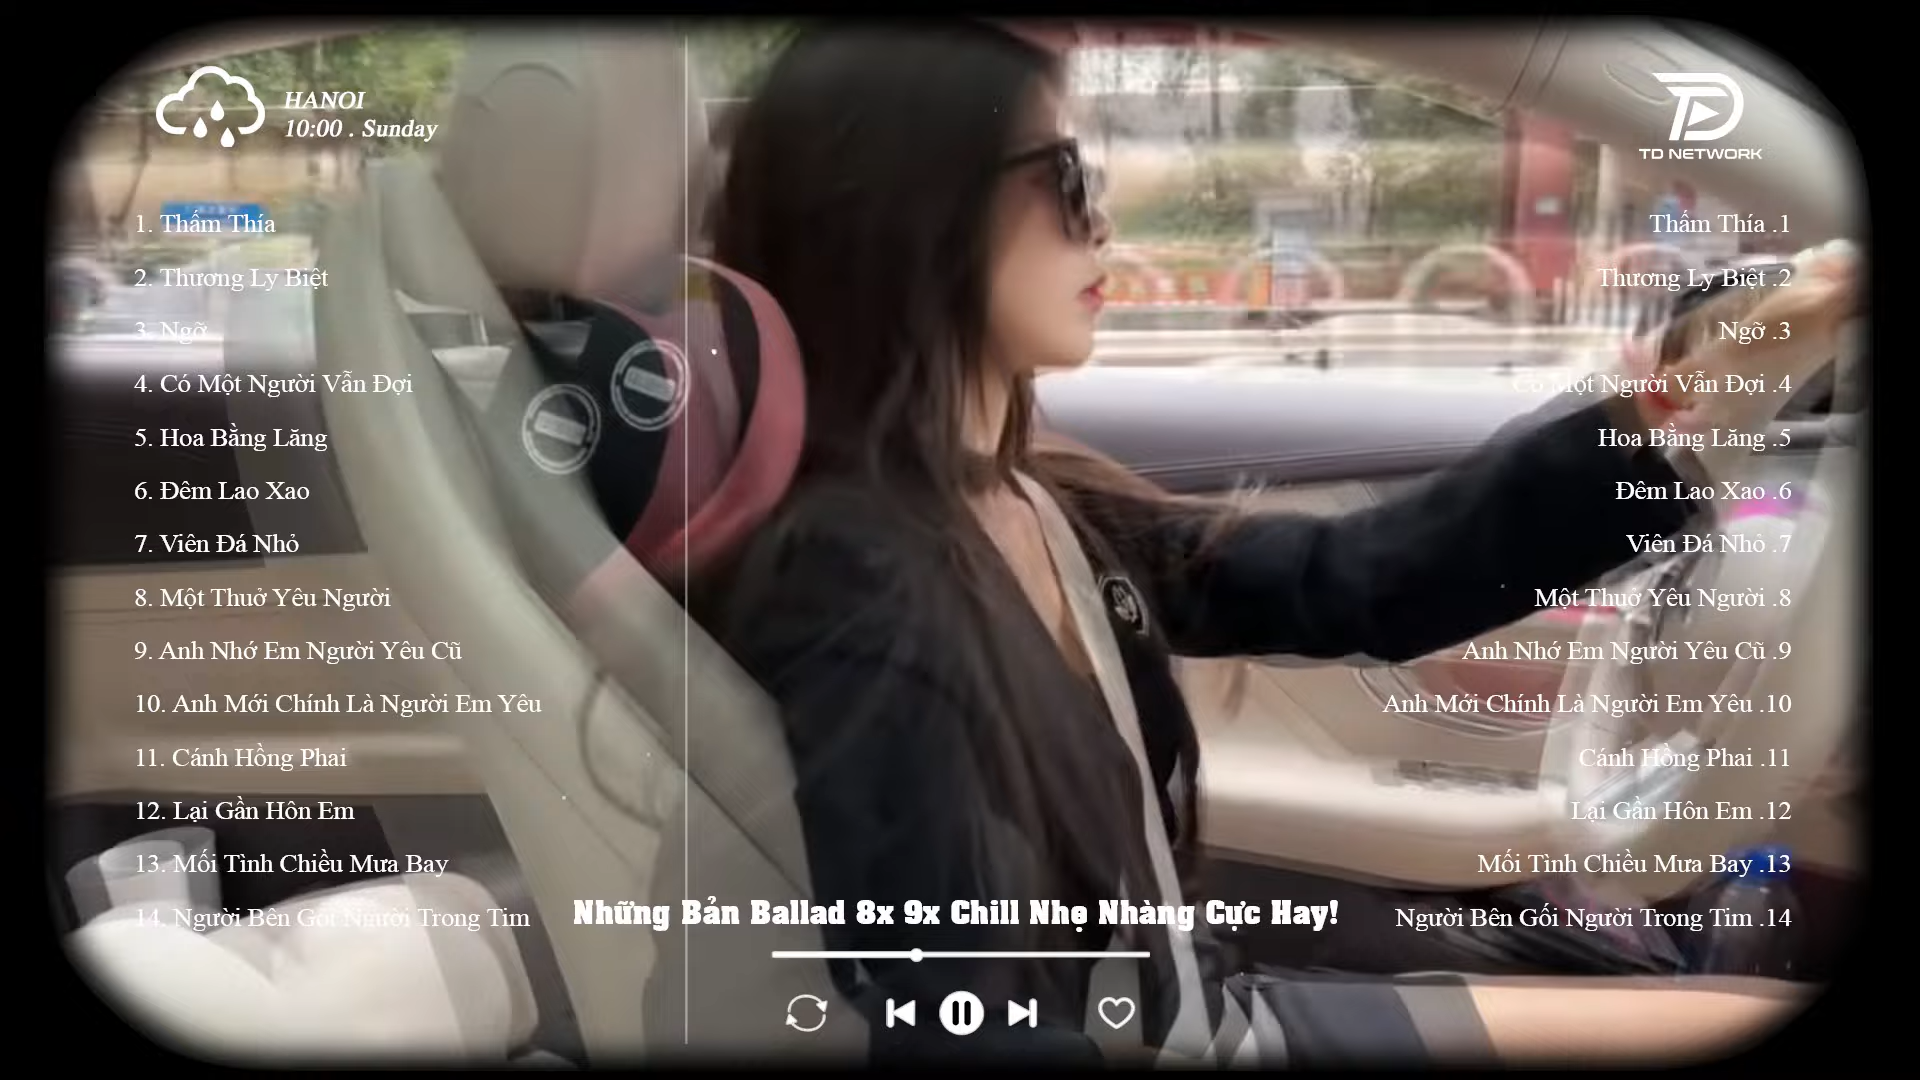 HANOI
10:00 . Sunday
TD NETWORK
1. Thấm Thía
2. Thương Ly Biệt
3. Ngỡ
4. Có Một Người Vẫn Đợi
5. Hoa Bằng Lăng
6. Đêm Lao Xao
7. Viên Đá Nhỏ
8. Một Thuở Yêu Người
9. Anh Nhớ Em Người Yêu Cũ
10. Anh Mới Chính Là Người Em Yêu
11. Cánh Hồng Phai
12. Lại Gần Hôn Em
13. Mối Tình Chiều Mưa Bay
14. Người Bên Gối Người Trong Tim
Thấm Thía .1
Thương Ly Biệt .2
Ngỡ .3
Có Một Người Vẫn Đợi .4
Hoa Bằng Lăng .5
Đêm Lao Xao .6
Viên Đá Nhỏ .7
Một Thuở Yêu Người .8
Anh Nhớ Em Người Yêu Cũ .9
Anh Mới Chính Là Người Em Yêu .10
Cánh Hồng Phai .11
Lại Gần Hôn Em .12
Mối Tình Chiều Mưa Bay .13
Người Bên Gối Người Trong Tim .14
Những Bản Ballad 8x 9x Chill Nhẹ Nhàng Cực Hay!